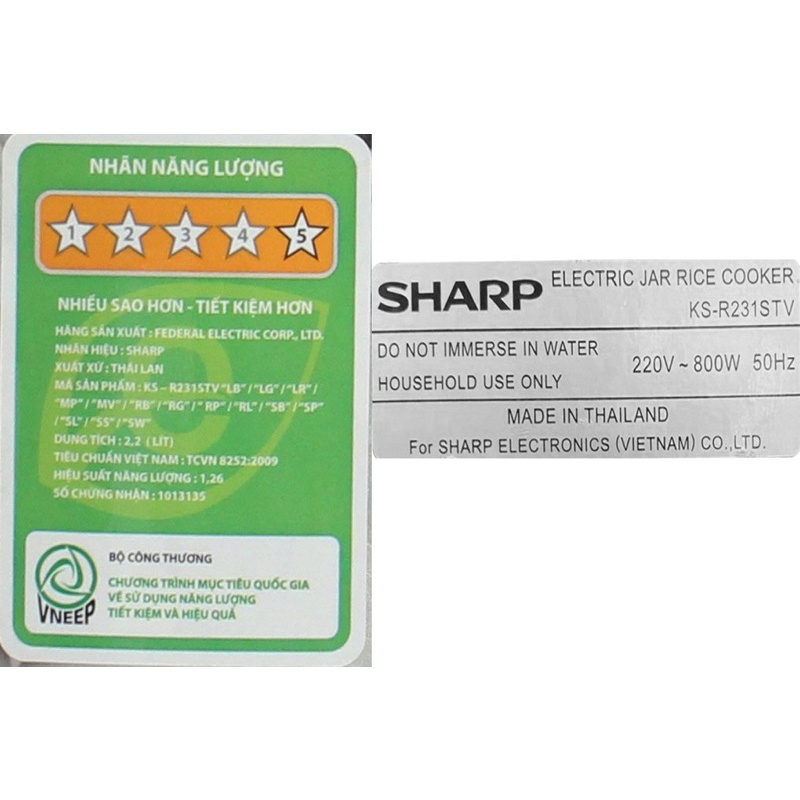 NHÃN NĂNG LƯỢNG
1 2 3 4 5
NHIỀU SAO HƠN - TIẾT KIỆM HƠN
HÃNG SẢN XUẤT : FEDERAL ELECTRIC CORP., LTD.
NHÃN HIỆU : SHARP
XUẤT XỨ : THÁI LAN
MÃ SẢN PHẨM : KS – R231STV "LB" / "LG" / "LR" /
"MP" / "MV" / "RB" / "RG" / " RP" / "RL" / "SB" / "SP"
/ "SL" / "SS" / "SW"
DUNG TÍCH : 2,2 ( LÍT)
TIÊU CHUẨN VIỆT NAM : TCVN 8252:2009
HIỆU SUẤT NĂNG LƯỢNG : 1,26
SỐ CHỨNG NHẬN : 1013135
VNEEP
BỘ CÔNG THƯƠNG
CHƯƠNG TRÌNH MỤC TIÊU QUỐC GIA
VỀ SỬ DỤNG NĂNG LƯỢNG
TIẾT KIỆM VÀ HIỆU QUẢ
SHARP ELECTRIC JAR RICE COOKER
KS-R231STV
DO NOT IMMERSE IN WATER
HOUSEHOLD USE ONLY
220V ~ 800W 50Hz
MADE IN THAILAND
For SHARP ELECTRONICS (VIETNAM) CO.,LTD.